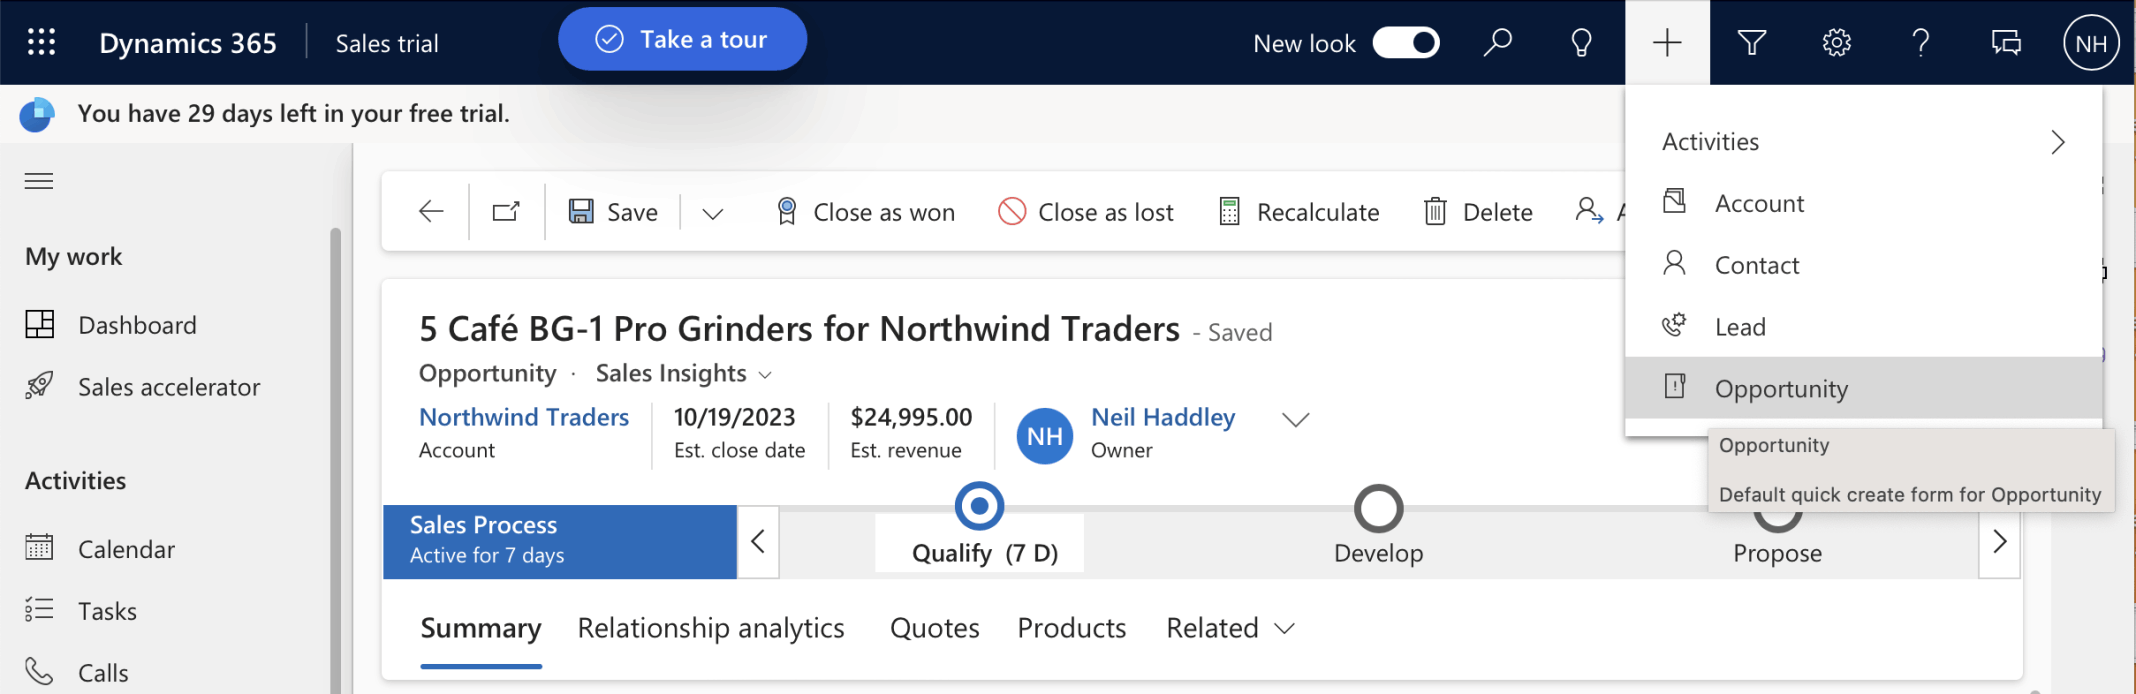 Dynamics 365
Sales trial
Take a tour
New look
NH
You have 29 days left in your free trial.
My work
Dashboard
Sales accelerator
Activities
Calendar
Tasks
Calls
Save
Close as won
Close as lost
Recalculate
Delete
5 Café BG-1 Pro Grinders for Northwind Traders - Saved
Opportunity · Sales Insights
Northwind Traders
Account
10/19/2023
Est. close date
$24,995.00
Est. revenue
NH
Neil Haddley
Owner
Sales Process
Active for 7 days
Qualify (7 D)
Develop
Propose
Summary
Relationship analytics
Quotes
Products
Related
Activities
Account
Contact
Lead
Opportunity
Opportunity
Default quick create form for Opportunity